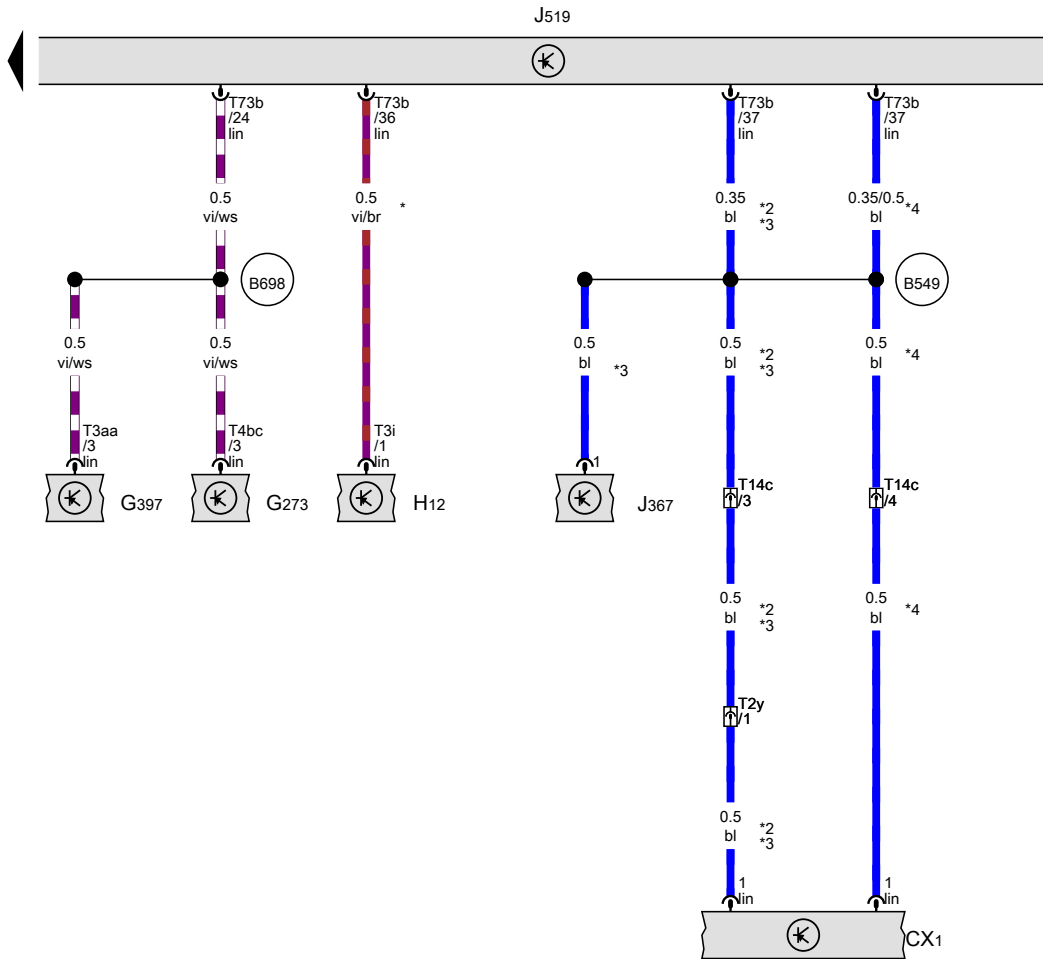 J519
T73b
/24
lin
T73b
/36
lin
T73b
/37
lin
T73b
/37
lin
0.5
vi/ws
0.5
vi/br
*
0.35
bl
*2
*3
0.35/0.5
bl
*4
B698
B549
0.5
vi/ws
0.5
vi/ws
0.5
bl
*3
0.5
bl
*2
*3
0.5
bl
*4
T3aa
/3
lin
T4bc
/3
lin
T3i
/1
lin
1
G397
G273
H12
J367
T14c
/3
T14c
/4
0.5
bl
*2
*3
0.5
bl
*4
T2y
/1
0.5
bl
*2
*3
1
lin
1
lin
CX1